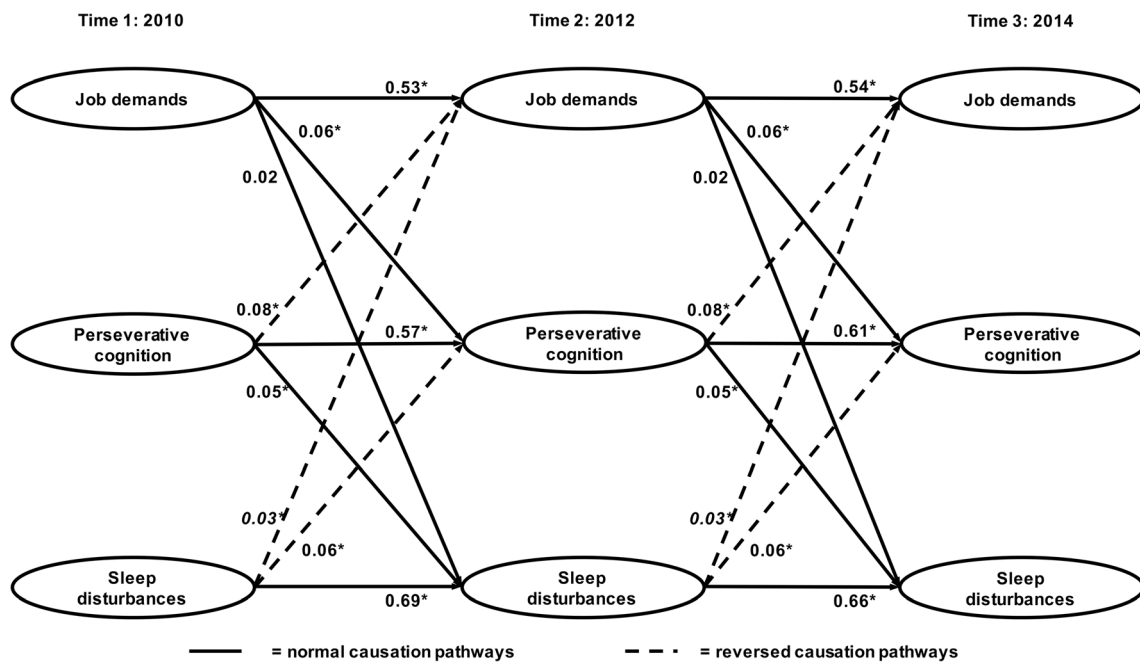 Time 1: 2010
Time 2: 2012
Time 3: 2014
Job demands
0.53*
Job demands
0.54*
Job demands
0.06*
0.06*
0.02
0.02
0.08*
0.08*
Perseverative
cognition
0.57*
Perseverative
cognition
0.61*
Perseverative
cognition
0.05*
0.05*
0.03*
0.03*
0.06*
0.06*
Sleep
disturbances
0.69*
Sleep
disturbances
0.66*
Sleep
disturbances
= normal causation pathways
= reversed causation pathways